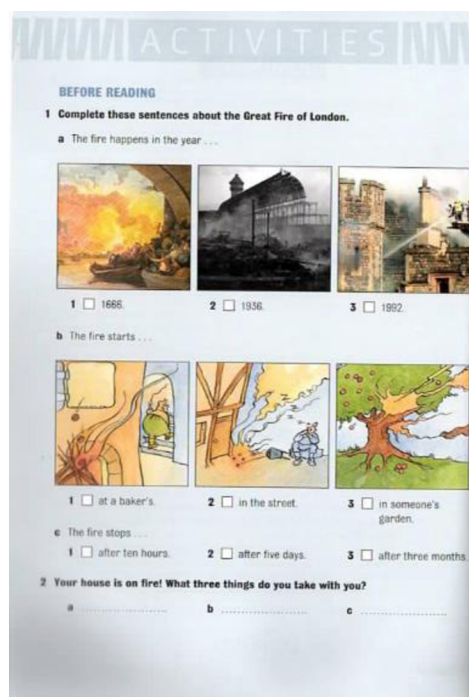 ACTIVITIES
BEFORE READING
1 Complete these sentences about the Great Fire of London.
a The fire happens in the year . . .
1 1666. 2 1936. 3 1992.
b The fire starts . . .
1 at a baker's. 2 in the street. 3 in someone's
garden.
c The fire stops . . .
1 after ten hours. 2 after five days. 3 after three months.
2 Your house is on fire! What three things do you take with you?
a ........................ b ........................ c ........................